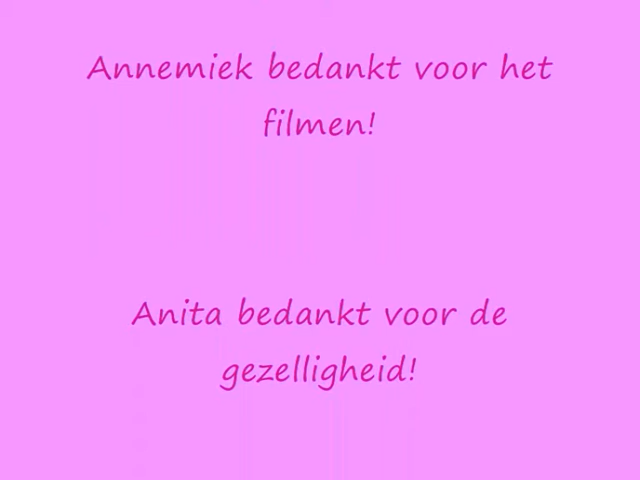 Annemiek bedankt voor het
filmen!
Anita bedankt voor de
gezelligheid!